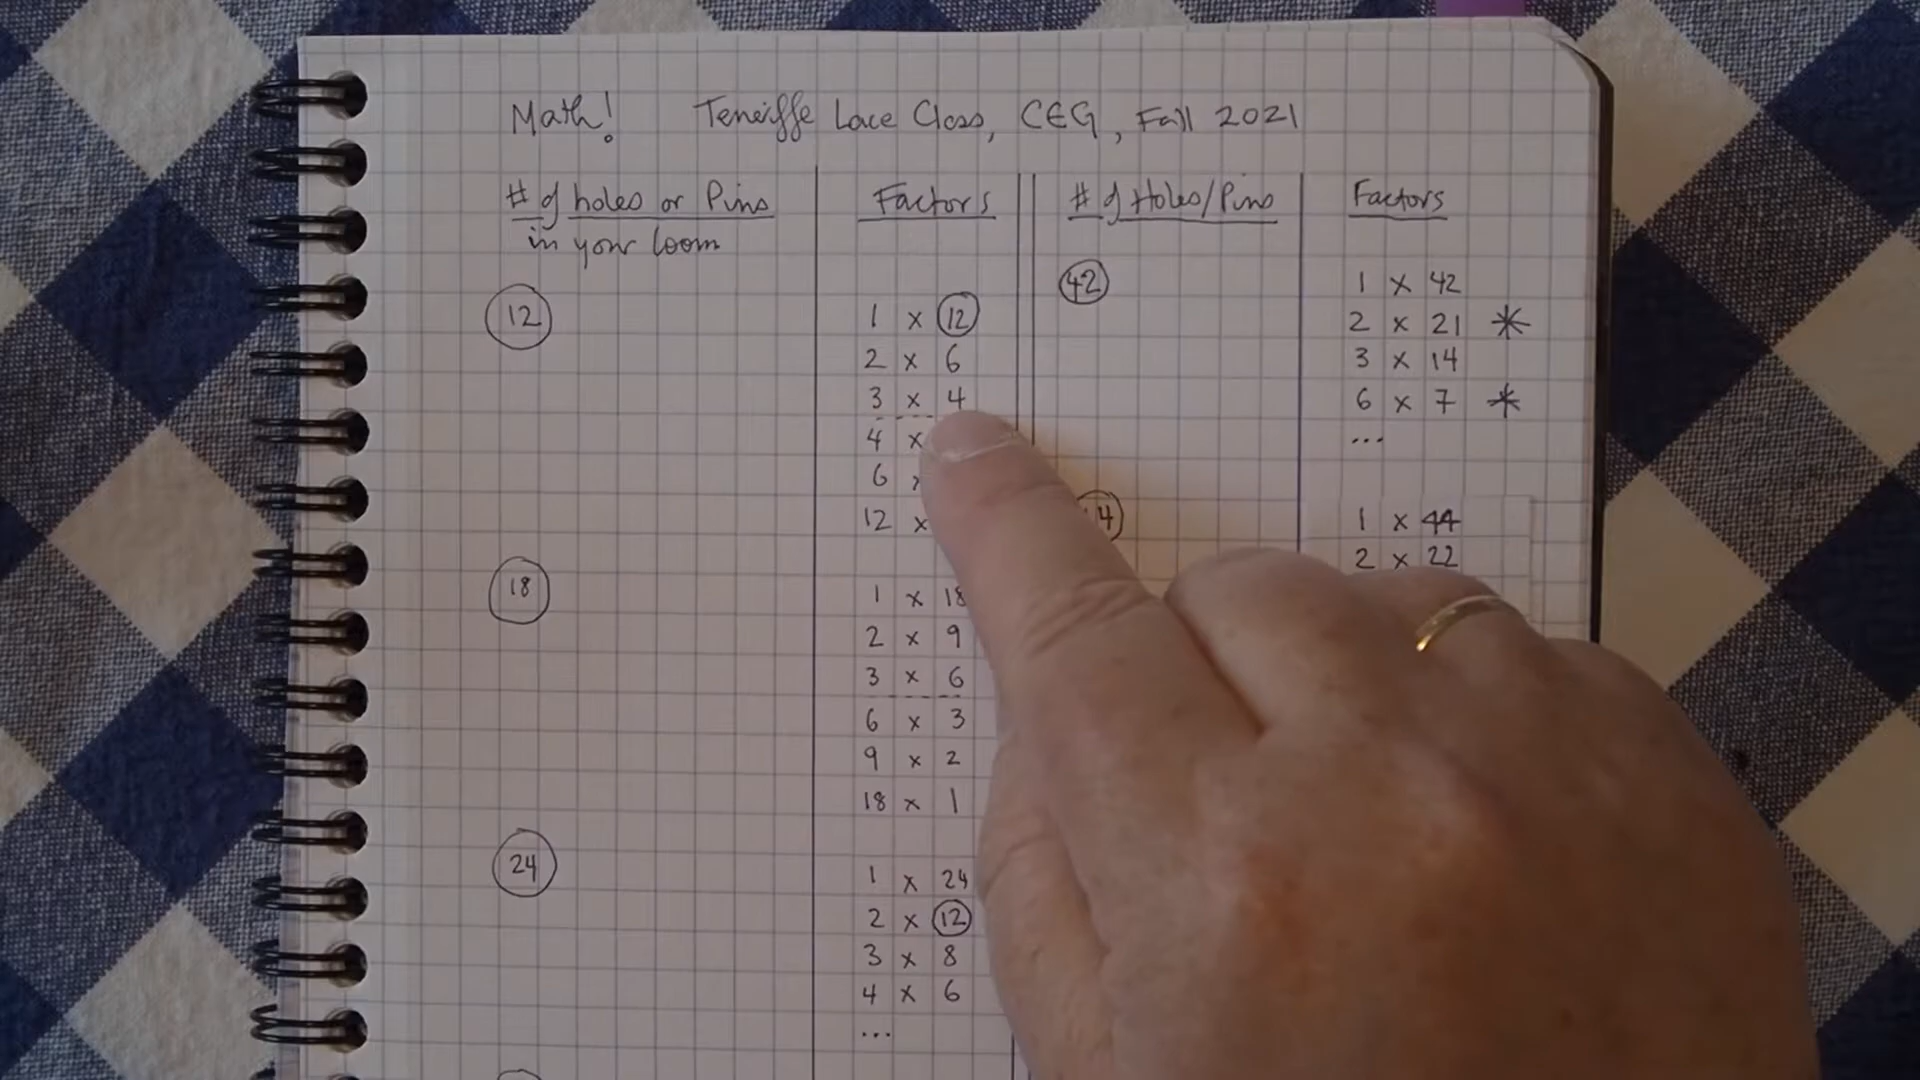 Math! Teneriffe Lace Class, CEG, Fall 2021
# of holes or Pins
in your loom
Factors
12
1 x 12
2 x 6
3 x 4
4 x
6
12 x
18
1 x 18
2 x 9
3 x 6
6 x 3
9 x 2
18 x 1
24
1 x 24
2 x 12
3 x 8
4 x 6
...
# of Holes/Pins
Factors
42
1 x 42
2 x 21 *
3 x 14
6 x 7 *
...
1 x 44
2 x 22